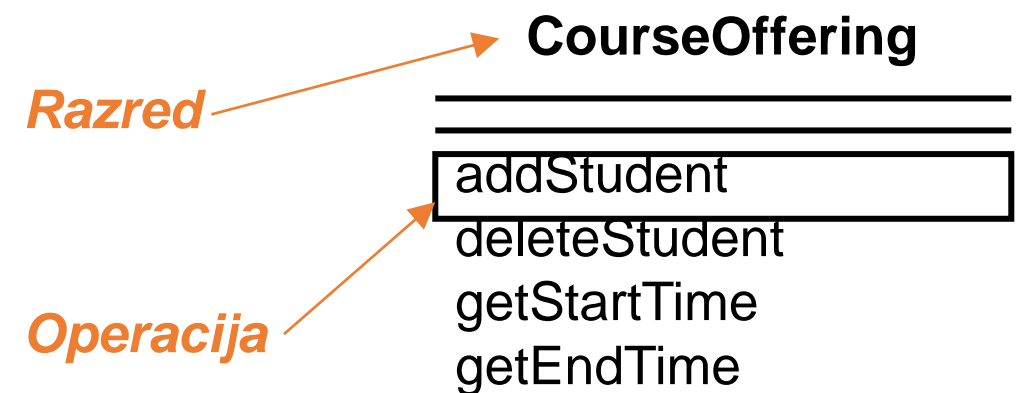 CourseOffering
Razred
addStudent
deleteStudent
getStartTime
Operacija
getEndTime